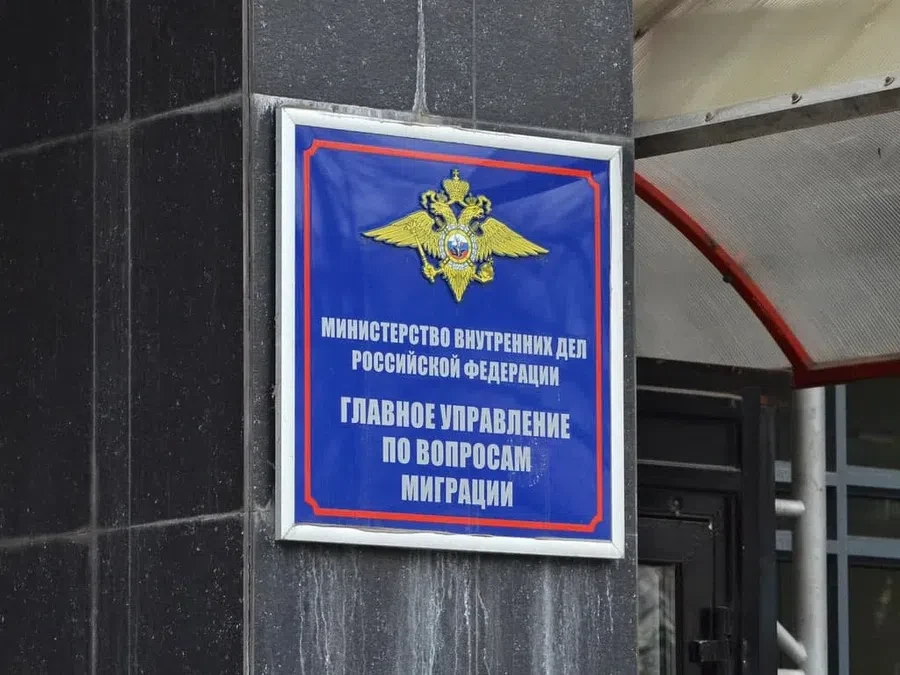 МИНИСТЕРСТВО ВНУТРЕННИХ ДЕЛ
РОССИЙСКОЙ ФЕДЕРАЦИИ
ГЛАВНОЕ УПРАВЛЕНИЕ
ПО ВОПРОСАМ
МИГРАЦИИ